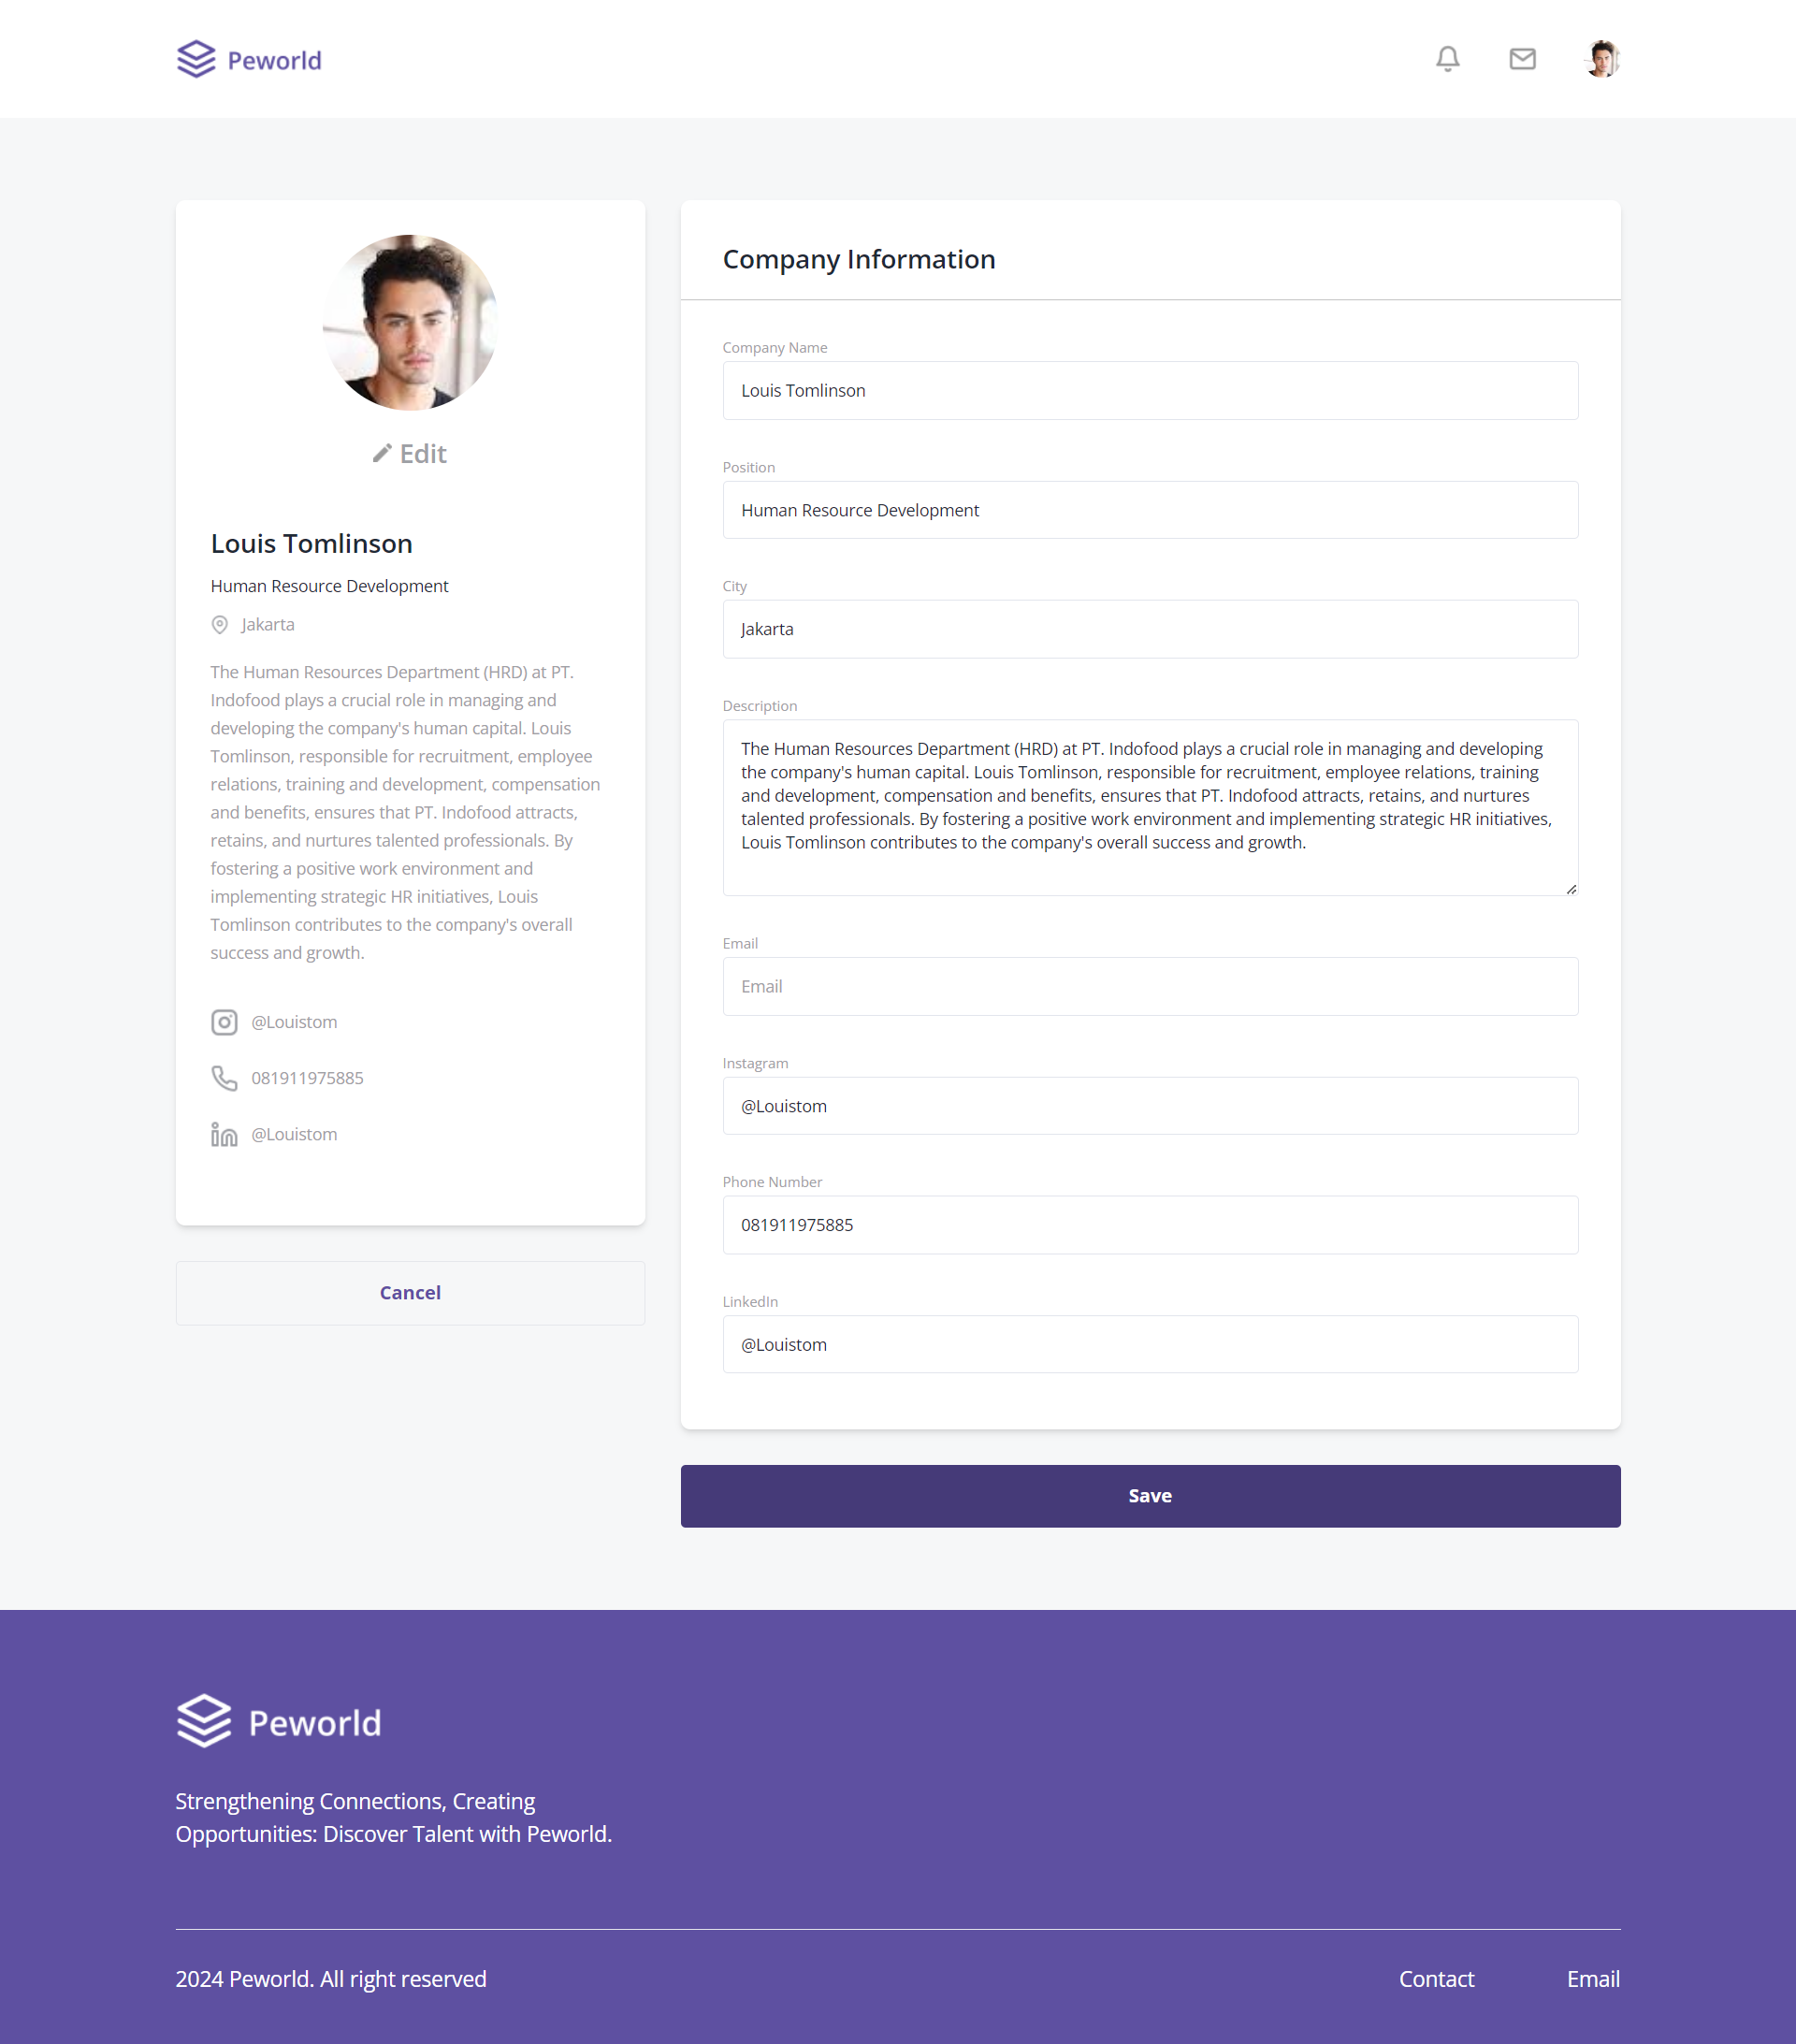 Peworld
Edit
Louis Tomlinson
Human Resource Development
Jakarta
The Human Resources Department (HRD) at PT.
Indofood plays a crucial role in managing and
developing the company's human capital. Louis
Tomlinson, responsible for recruitment, employee
relations, training and development, compensation
and benefits, ensures that PT. Indofood attracts,
retains, and nurtures talented professionals. By
fostering a positive work environment and
implementing strategic HR initiatives, Louis
Tomlinson contributes to the company's overall
success and growth.
@Louistom
081911975885
@Louistom
Cancel
Company Information
Company Name
Louis Tomlinson
Position
Human Resource Development
City
Jakarta
Description
The Human Resources Department (HRD) at PT. Indofood plays a crucial role in managing and developing
the company's human capital. Louis Tomlinson, responsible for recruitment, employee relations, training
and development, compensation and benefits, ensures that PT. Indofood attracts, retains, and nurtures
talented professionals. By fostering a positive work environment and implementing strategic HR initiatives,
Louis Tomlinson contributes to the company's overall success and growth.
Email
Email
Instagram
@Louistom
Phone Number
081911975885
LinkedIn
@Louistom
Save
Peworld
Strengthening Connections, Creating
Opportunities: Discover Talent with Peworld.
2024 Peworld. All right reserved
Contact
Email